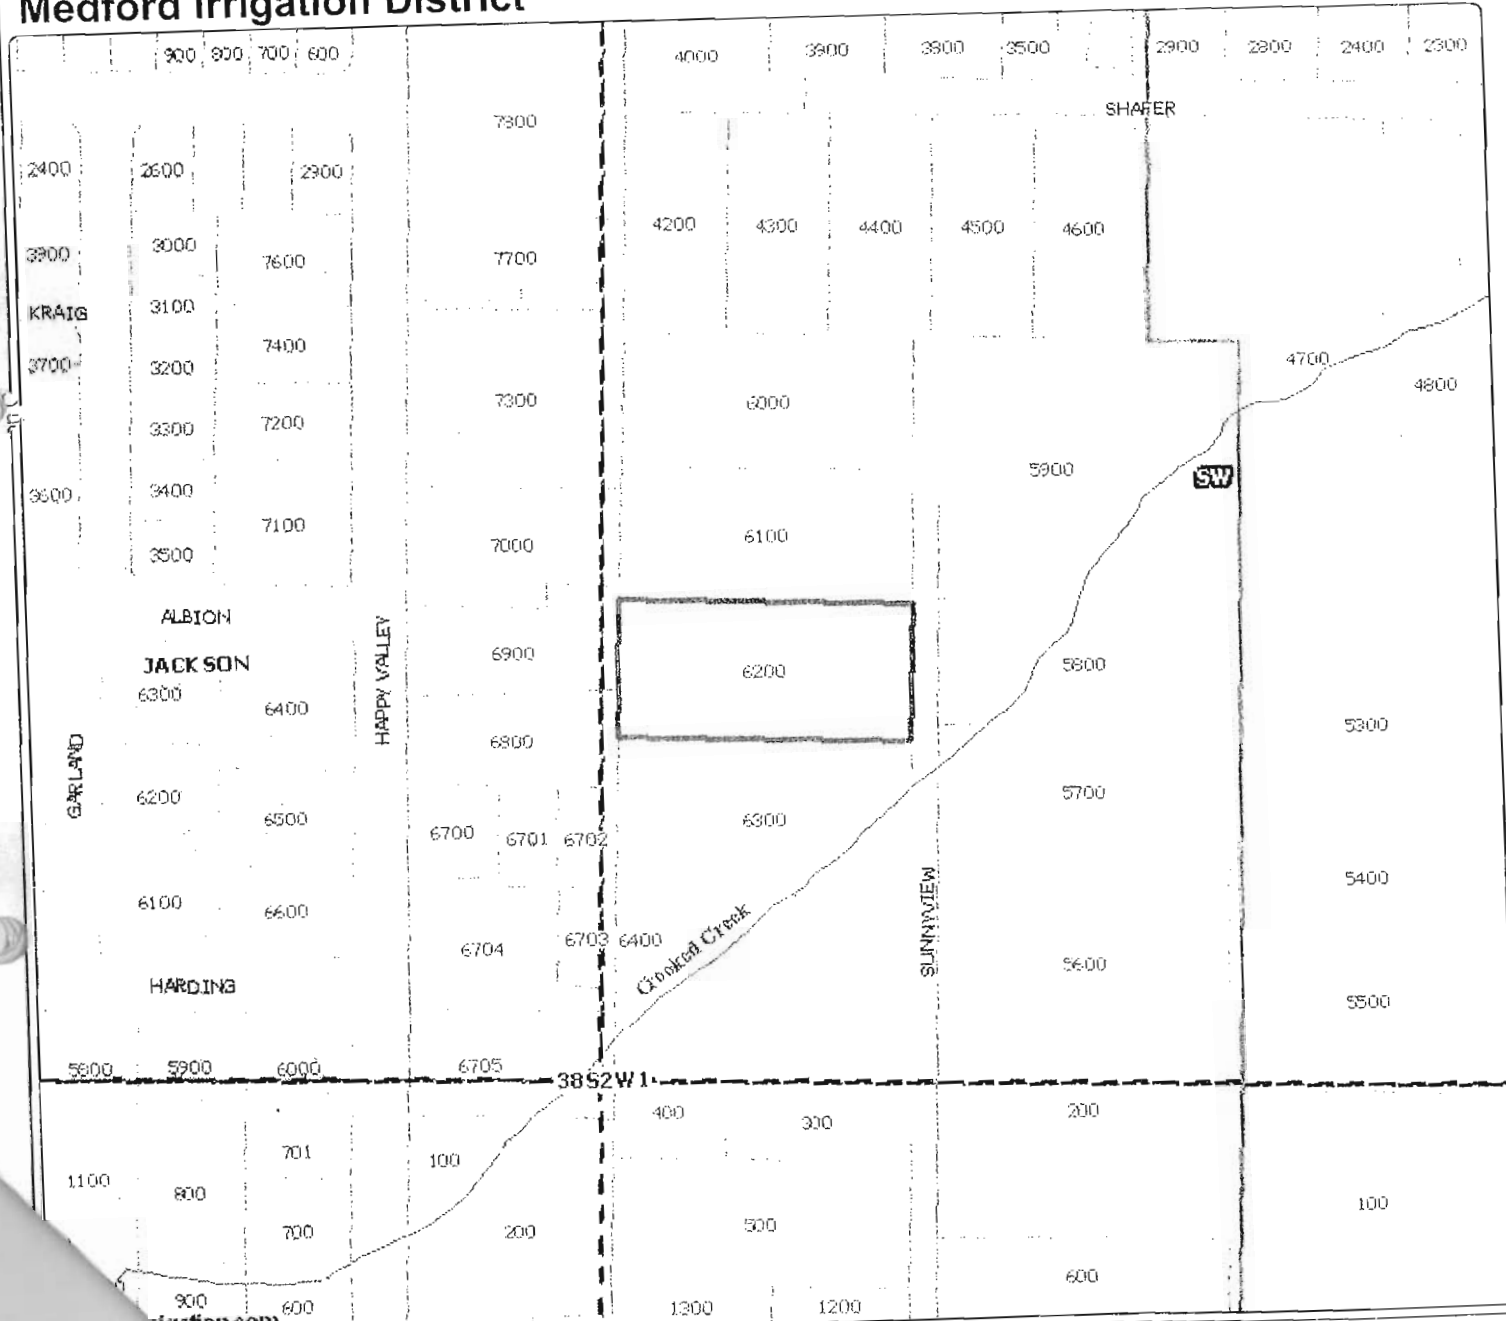 Medford Irrigation District
900 800 700 600 4000 3900 3800 3500 2900 2800 2400 2300
SHAFER
7800
2400 2600 2900
4200 4300 4400 4500 4600
3900 3000 7600 7700
KRAIG 3100
3700 3200 7400 7300 6000 4700 4800
3300 7200
5900 SW
3600 3400 7100
3500 7000 6100
ALBION
JACKSON
HAPPY VALLEY
6900 6200 5800
6300 6400
GARLAND
6800 5300
6200 6500 6300 5700
6700 6701 6702
SUNNYVIEW
6100 6600 5400
6704 6703 6400 Crooked Creek 5600
HARDING
5500
5800 5900 6000 6705
38S2W1
400 300 200
701 100
1100 800 100
700 200 500
600
900 600 1300 1200